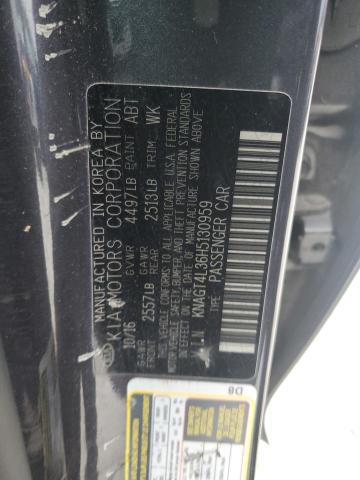 MANUFACTURED IN KOREA BY
KIA MOTORS CORPORATION
10/16 GVWR 4497LB PAINT ABT
GAWR FRONT 2557LB GAWR REAR 2513LB TRIM WK
THIS VEHICLE CONFORMS TO ALL APPLICABLE U.S.A. FEDERAL
MOTOR VEHICLE SAFETY, BUMPER, AND THEFT PREVENTION STANDARDS
IN EFFECT ON THE DATE OF MANUFACTURE SHOWN ABOVE
V.I.N. KNAGT4L36H5130959
TYPE: PASSENGER CAR
D8